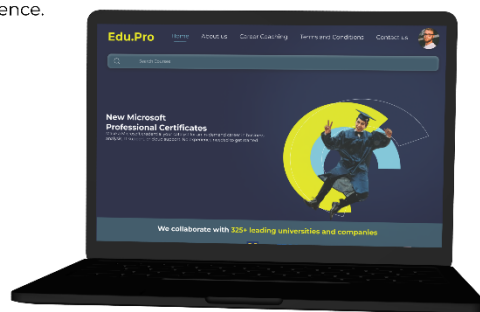 ence.
Edu.Pro Home About us Career Coaching Terms and Conditions Contact us
Search Courses
New Microsoft
Professional Certificates
We collaborate with 325+ leading universities and companies